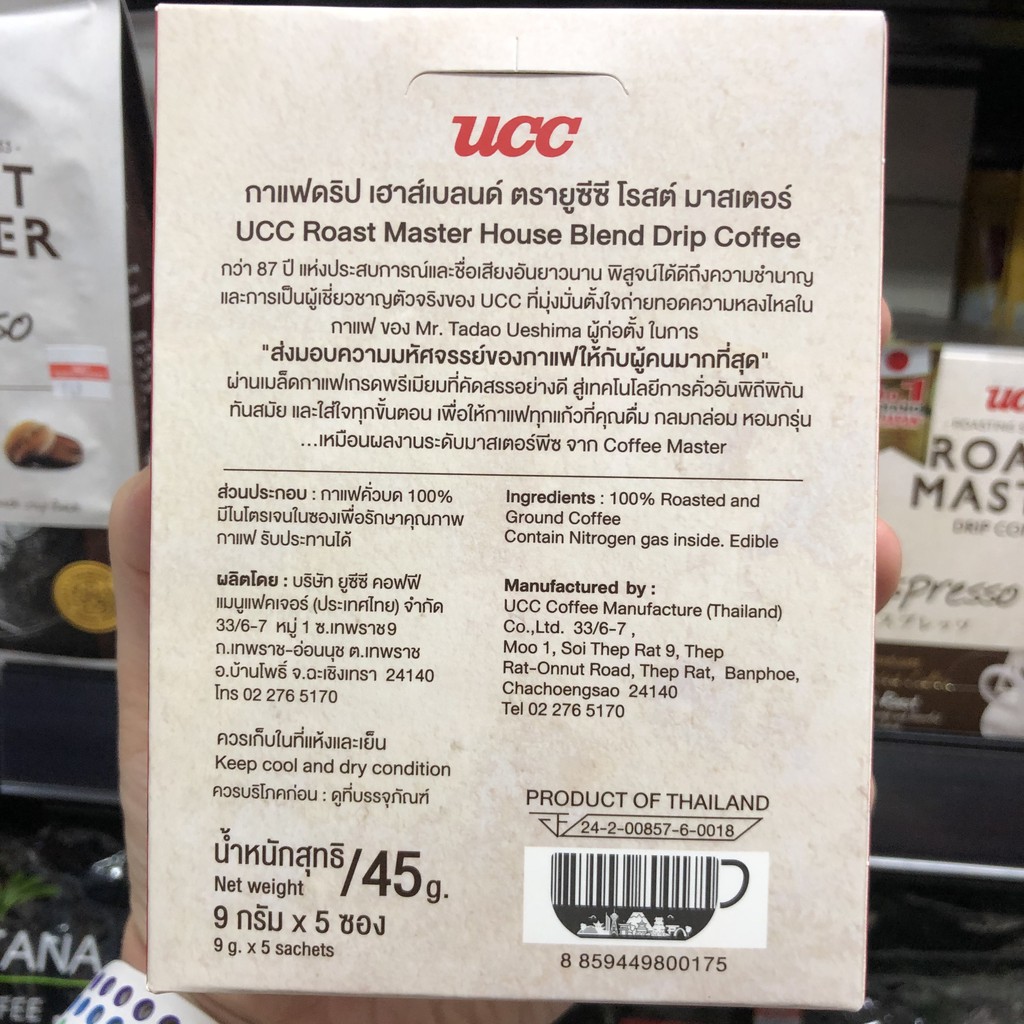 ucc
กาแฟดริป เฮาส์เบลนด์ ตรายูซีซี โรสต์ มาสเตอร์
UCC Roast Master House Blend Drip Coffee
กว่า 87 ปี แห่งประสบการณ์และชื่อเสียงอันยาวนาน พิสูจน์ได้ดีถึงความชำนาญ
และการเป็นผู้เชี่ยวชาญตัวจริงของ UCC ที่มุ่งมั่นตั้งใจถ่ายทอดความหลงไหลใน
กาแฟ ของ Mr. Tadao Ueshima ผู้ก่อตั้ง ในการ
"ส่งมอบความมหัศจรรย์ของกาแฟให้กับผู้คนมากที่สุด"
ผ่านเมล็ดกาแฟเกรดพรีเมียมที่คัดสรรอย่างดี สู่เทคโนโลยีการคั่วอันพิถีพิถัน
ทันสมัย และใส่ใจทุกขั้นตอน เพื่อให้กาแฟทุกแก้วที่คุณดื่ม กลมกล่อม หอมกรุ่น
...เหมือนผลงานระดับมาสเตอร์พีซ จาก Coffee Master
ส่วนประกอบ : กาแฟคั่วบด 100%
มีไนโตรเจนในซองเพื่อรักษาคุณภาพ
กาแฟ รับประทานได้
Ingredients : 100% Roasted and
Ground Coffee
Contain Nitrogen gas inside. Edible
ผลิตโดย : บริษัท ยูซีซี คอฟฟี
แมนูแฟคเจอร์ (ประเทศไทย) จำกัด
33/6-7 หมู่ 1 ซ.เทพราช9
ถ.เทพราช-อ่อนนุช ต.เทพราช
อ.บ้านโพธิ์ จ.ฉะเชิงเทรา 24140
โทร 02 276 5170
Manufactured by :
UCC Coffee Manufacture (Thailand)
Co.,Ltd. 33/6-7 ,
Moo 1, Soi Thep Rat 9, Thep
Rat-Onnut Road, Thep Rat, Banphoe,
Chachoengsao 24140
Tel 02 276 5170
ควรเก็บในที่แห้งและเย็น
Keep cool and dry condition
ควรบริโภคก่อน : ดูที่บรรจุภัณฑ์
น้ำหนักสุทธิ
Net weight /45 g.
9 กรัม x 5 ซอง
9 g. x 5 sachets
PRODUCT OF THAILAND
24-2-00857-6-0018
8 859449800175
T
ER
TANA
FEE
uc
ROA
MAST
DRIP CO
spresso